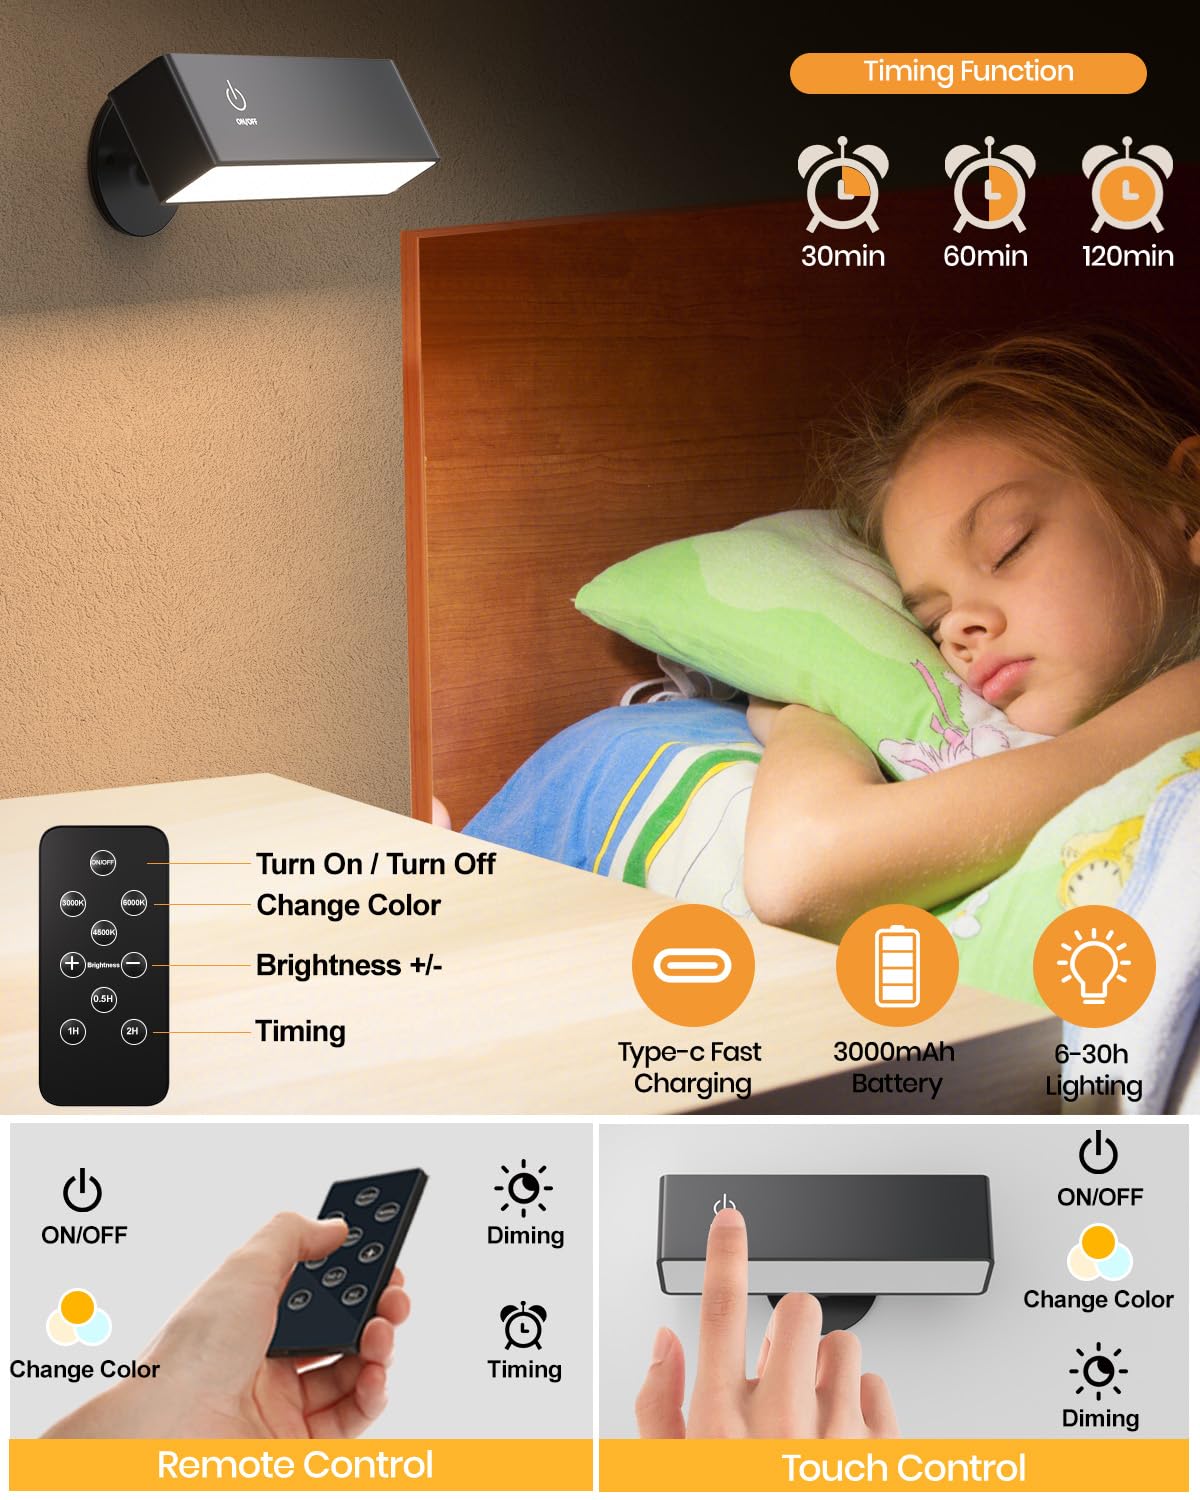 ON/OFF
Timing Function
30min
60min
120min
ON/OFF
Turn On / Turn Off
3000K
6000K
Change Color
4500K
+ Brightness −
Brightness +/-
0.5H
1H
2H
Timing
Type-c Fast
Charging
3000mAh
Battery
6-30h
Lighting
ON/OFF
Diming
Change Color
Timing
Remote Control
ON/OFF
Change Color
Diming
Touch Control